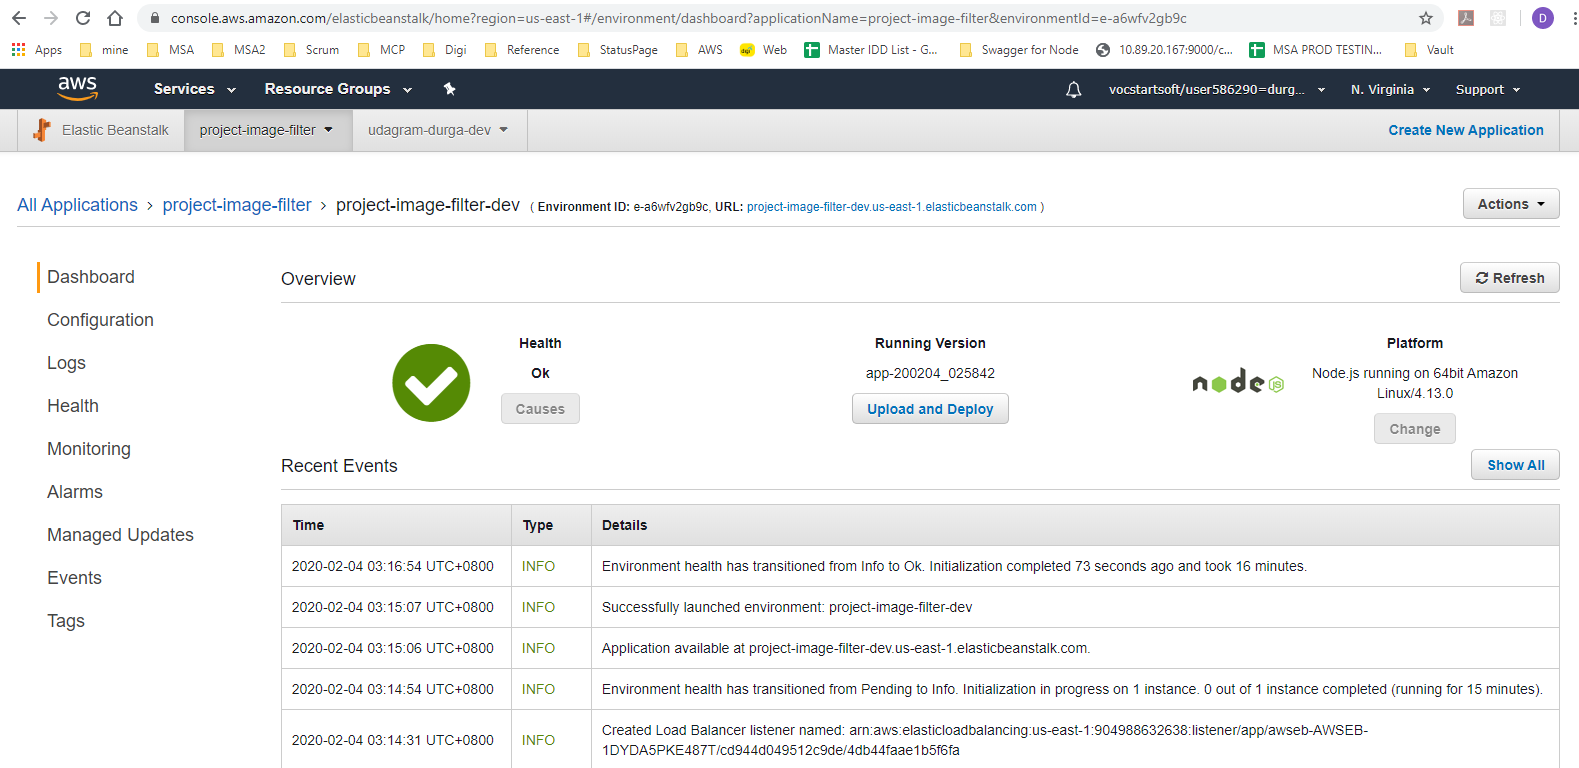 console.aws.amazon.com/elasticbeanstalk/home?region=us-east-1#/environment/dashboard?applicationName=project-image-filter&environmentId=e-a6wfv2gb9c
D
Apps mine MSA MSA2 Scrum MCP Digi Reference StatusPage AWS Web Master IDD List - G... Swagger for Node 10.89.20.167:9000/c... MSA PROD TESTIN... Vault
aws Services Resource Groups vocstartsoft/user586290=durg... N. Virginia Support
Elastic Beanstalk project-image-filter udagram-durga-dev Create New Application
All Applications > project-image-filter > project-image-filter-dev ( Environment ID: e-a6wfv2gb9c, URL: project-image-filter-dev.us-east-1.elasticbeanstalk.com )
Actions
Dashboard
Configuration
Logs
Health
Monitoring
Alarms
Managed Updates
Events
Tags
Overview
Refresh
Health
Ok
Causes
Running Version
app-200204_025842
Upload and Deploy
node JS
Platform
Node.js running on 64bit Amazon
Linux/4.13.0
Change
Recent Events
Show All
Time Type Details
2020-02-04 03:16:54 UTC+0800 INFO Environment health has transitioned from Info to Ok. Initialization completed 73 seconds ago and took 16 minutes.
2020-02-04 03:15:07 UTC+0800 INFO Successfully launched environment: project-image-filter-dev
2020-02-04 03:15:06 UTC+0800 INFO Application available at project-image-filter-dev.us-east-1.elasticbeanstalk.com.
2020-02-04 03:14:54 UTC+0800 INFO Environment health has transitioned from Pending to Info. Initialization in progress on 1 instance. 0 out of 1 instance completed (running for 15 minutes).
2020-02-04 03:14:31 UTC+0800 INFO Created Load Balancer listener named: arn:aws:elasticloadbalancing:us-east-1:904988632638:listener/app/awseb-AWSEB-
1DYDA5PKE487T/cd944d049512c9de/4db44faae1b5f6fa